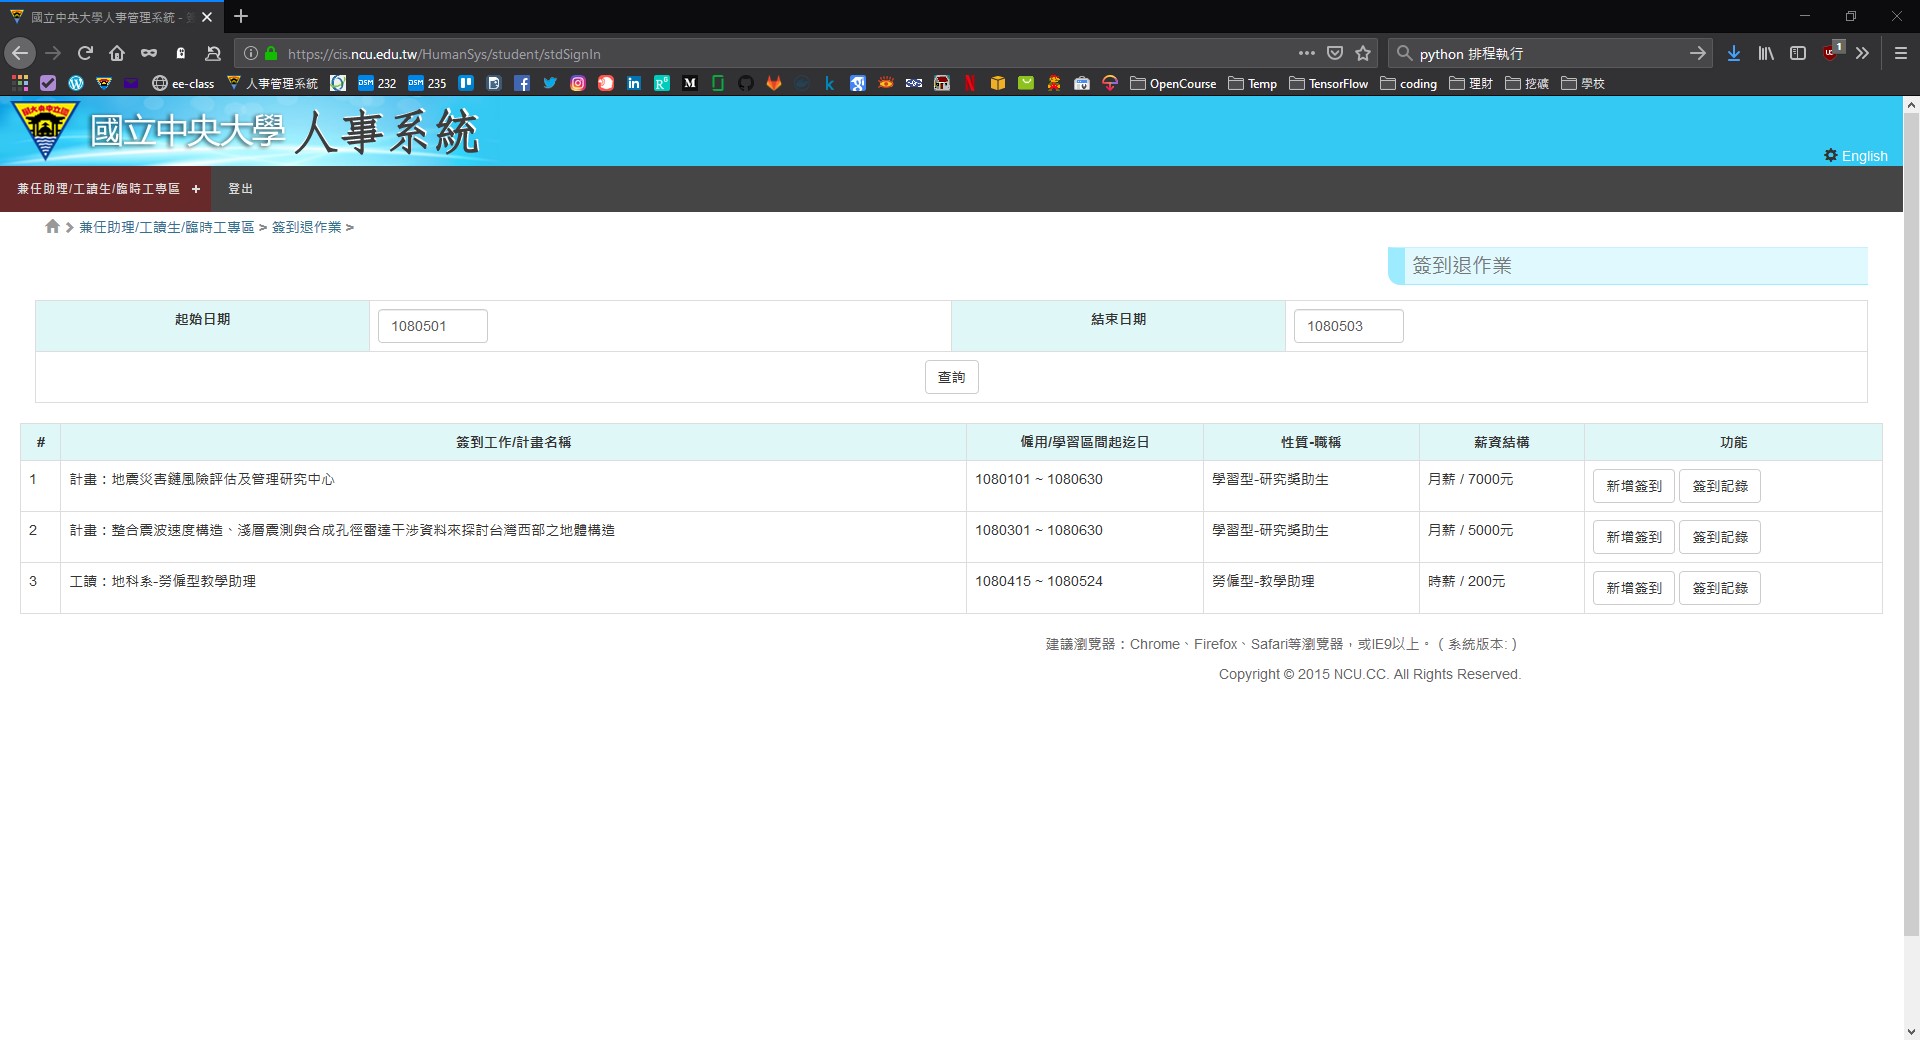 國立中央大學人事管理系統 - 簽
https://cis.ncu.edu.tw/HumanSys/student/stdSignIn
python 排程執行
1
ee-class
人事管理系統
DSM 232
DSM 235
OpenCourse
Temp
TensorFlow
coding
理財
挖礦
學校
國立中央大學 人事系統
English
兼任助理/工讀生/臨時工專區 +
登出
> 兼任助理/工讀生/臨時工專區 > 簽到退作業 >
簽到退作業
起始日期 1080501 結束日期 1080503
查詢
# 簽到工作/計畫名稱 僱用/學習區間起迄日 性質-職稱 薪資結構 功能
1 計畫：地震災害鏈風險評估及管理研究中心 1080101 ~ 1080630 學習型-研究獎助生 月薪 / 7000元 新增簽到 簽到記錄
2 計畫：整合震波速度構造、淺層震測與合成孔徑雷達干涉資料來探討台灣西部之地體構造 1080301 ~ 1080630 學習型-研究獎助生 月薪 / 5000元 新增簽到 簽到記錄
3 工讀：地科系-勞僱型教學助理 1080415 ~ 1080524 勞僱型-教學助理 時薪 / 200元 新增簽到 簽到記錄
建議瀏覽器：Chrome、Firefox、Safari等瀏覽器，或IE9以上。 ( 系統版本: )
Copyright © 2015 NCU.CC. All Rights Reserved.